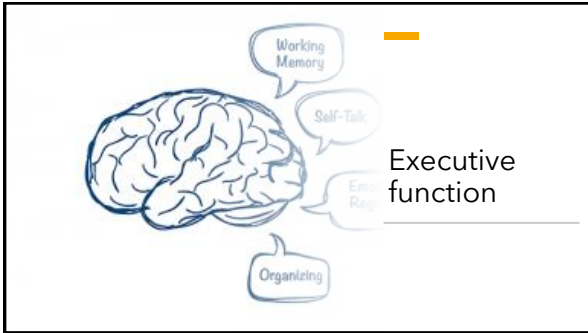 Working
Memory
Self-Talk
Executive
function
Organizing